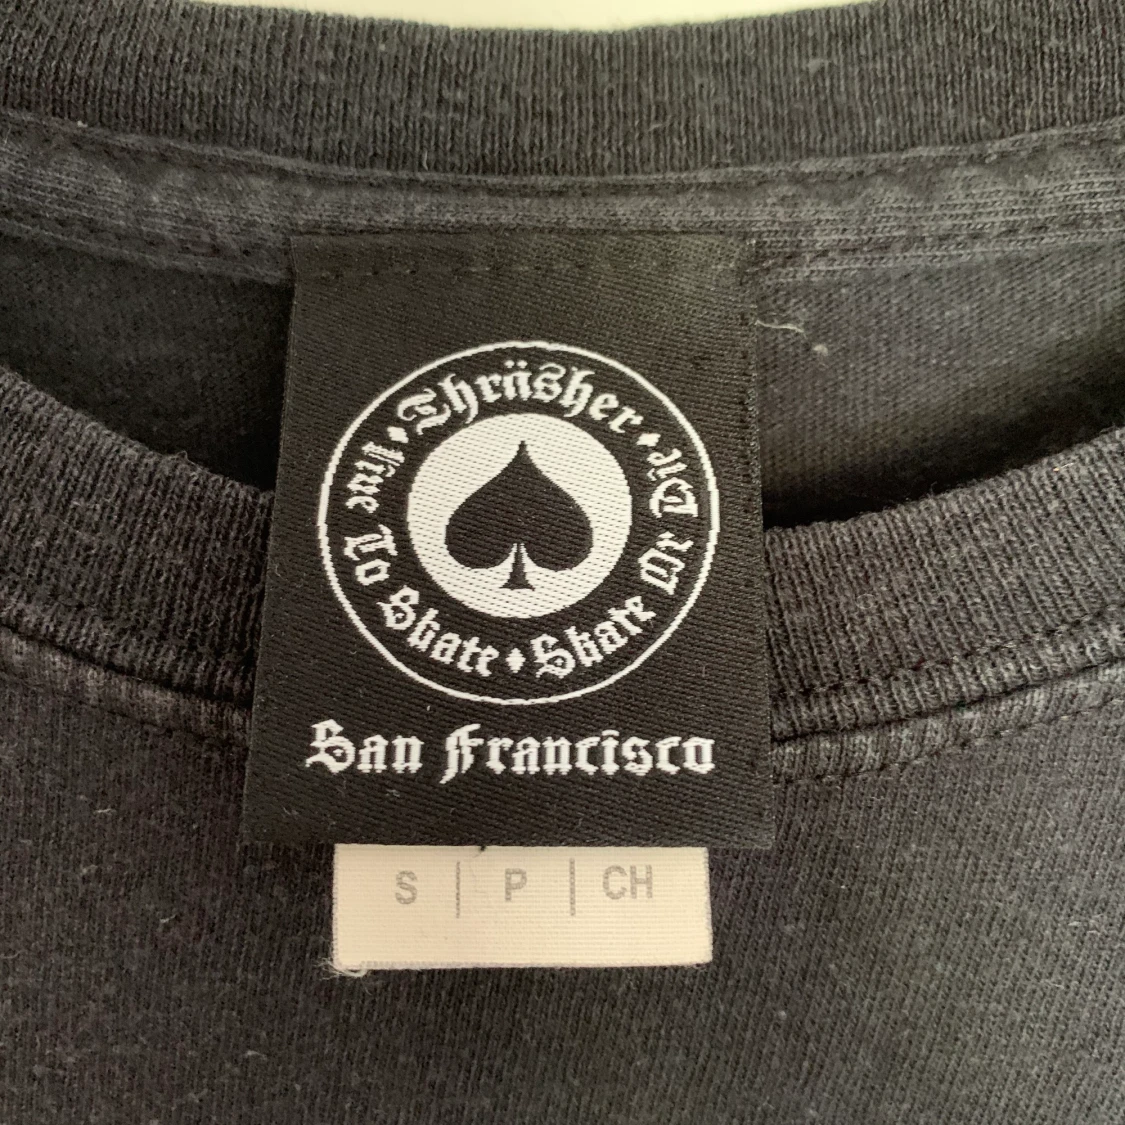 Thräsher
Live To Skate
Skate Or Die
San Francisco
S | P | CH